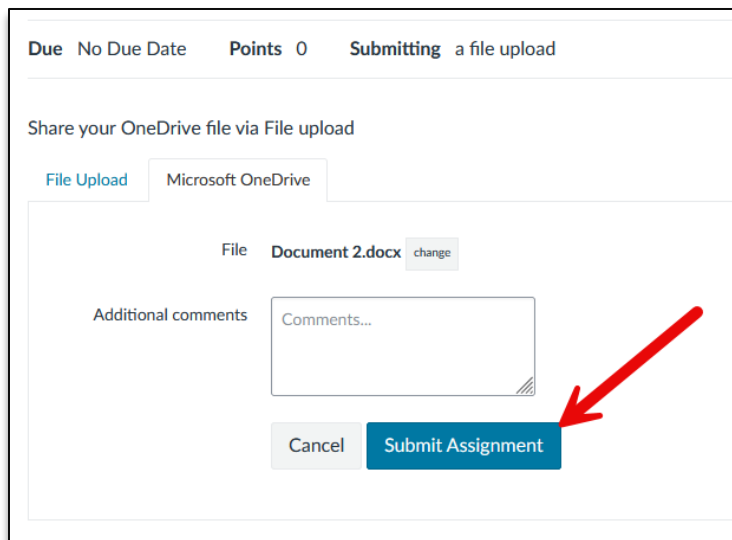 Due No Due Date Points 0 Submitting a file upload
Share your OneDrive file via File upload
File Upload Microsoft OneDrive
File Document 2.docx change
Additional comments Comments...
Cancel Submit Assignment